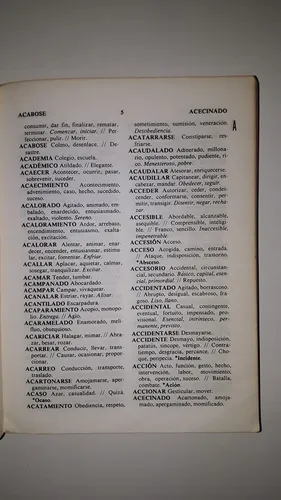 ACABOSE
5
ACECINADO
consumir, dar fin, finalizar, rematar,
terminar. Comenzar, iniciar. // Per-
feccionar, pulir. // Morir.
ACABOSE Colmo, desenlace. // De-
sastre.
ACADEMIA Colegio, escuela.
ACADÉMICO Atildado. // Elegante.
ACAECER Acontecer, ocurrir, pasar,
sobrevenir, suceder.
ACAECIMIENTO Acontecimiento,
advenimiento, caso, hecho, sucedido,
suceso.
ACALORADO Agitado, animado, em-
balado, enardecido, entusiasmado,
exaltado, violento. Sereno.
ACALORAMIENTO Ardor, arrebato,
encendimiento, entusiasmo, exalta-
ción, excitación.
ACALORAR Alentar, animar, enar-
decer, encender, entusiasmar, estimu-
lar, excitar, fomentar. Enfriar.
ACALLAR Aplacar, aquietar, calmar,
sosegar, tranquilizar. Excitar.
ACAMAR Tender, tumbar.
ACAMPANADO Abocardado.
ACAMPAR Campar, vivaquear.
ACANALAR Estriar, rayar. Alisar.
ACANTILADO Escarpadura.
ACAPARAMIENTO Acopio, monopo-
lio. Entrega. // Agio.
ACARAMELADO Enamorado, meli-
fluo, obsequioso.
ACARICIAR Halagar, mimar. // Abra-
zar, besar, rozar.
ACARREAR Conducir, llevar, transpor-
tar. // Causar, ocasionar, proporcio-
nar.
ACARREO Conducción, transporte,
traslado.
ACARTONARSE Amojamarse, aper-
gaminarse, momificarse.
ACASO Azar, casualidad. // Quizá.
*Ocaso.
ACATAMIENTO Obediencia, respeto,
sometimiento, sumisión, veneración.
Desobediencia.
ACATARRARSE Constiparse, res-
friarse.
ACAUDALADO Adinerado, millona-
rio, opulento, potentado, pudiente, ri-
co. Menesteroso, pobre.
ACAUDALAR Atesorar, enriquecerse.
ACAUDILLAR Capitanear, dirigir, en-
cabezar, mandar. Obedecer, seguir.
ACCEDER Autorizar, ceder, condes-
cender, conformarse, consentir, per-
mitir, transigir. Disentir, negar, recha-
zar.
ACCESIBLE Abordable, alcanzable,
asequible. // Comprensible, inteligi-
ble. // Franco, sencillo. Inaccesible,
impenetrable.
ACCESIÓN Acceso.
ACCESO Acogida, camino, entrada.
// Ataque, indisposición, trastorno.
*Absceso.
ACCESORIO Accidental, circunstan-
cial, secundario. Básico, capital, esen-
cial, primordial. // Repuesto.
ACCIDENTADO Agitado, borrascoso.
// Abrupto, desigual, escabroso, fra-
goso. Liso, llano.
ACCIDENTAL Casual, contingente,
eventual, fortuito, impensado, pro-
visional. Esencial, intrínseco, per-
manente, previsto.
ACCIDENTARSE Desmayarse.
ACCIDENTE Desmayo, indisposición,
patatús, síncope, vértigo. // Contra-
tiempo, desgracia, percance. // Cho-
que, peripecia. *Incidente.
ACCIÓN Acto, función, gesto, hecho,
intervención, labor, movimiento,
obra, operación, suceso. // Batalla,
combate. *Acción.
ACCIONAR Gesticular, mover.
ACECINADO Acartonado, amoja-
mado, apergaminado, momificado.
A